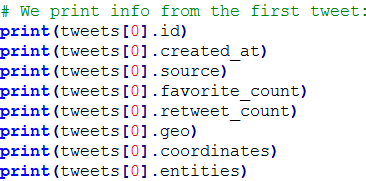 # We print info from the first tweet:
print(tweets[0].id)
print(tweets[0].created_at)
print(tweets[0].source)
print(tweets[0].favorite_count)
print(tweets[0].retweet_count)
print(tweets[0].geo)
print(tweets[0].coordinates)
print(tweets[0].entities)